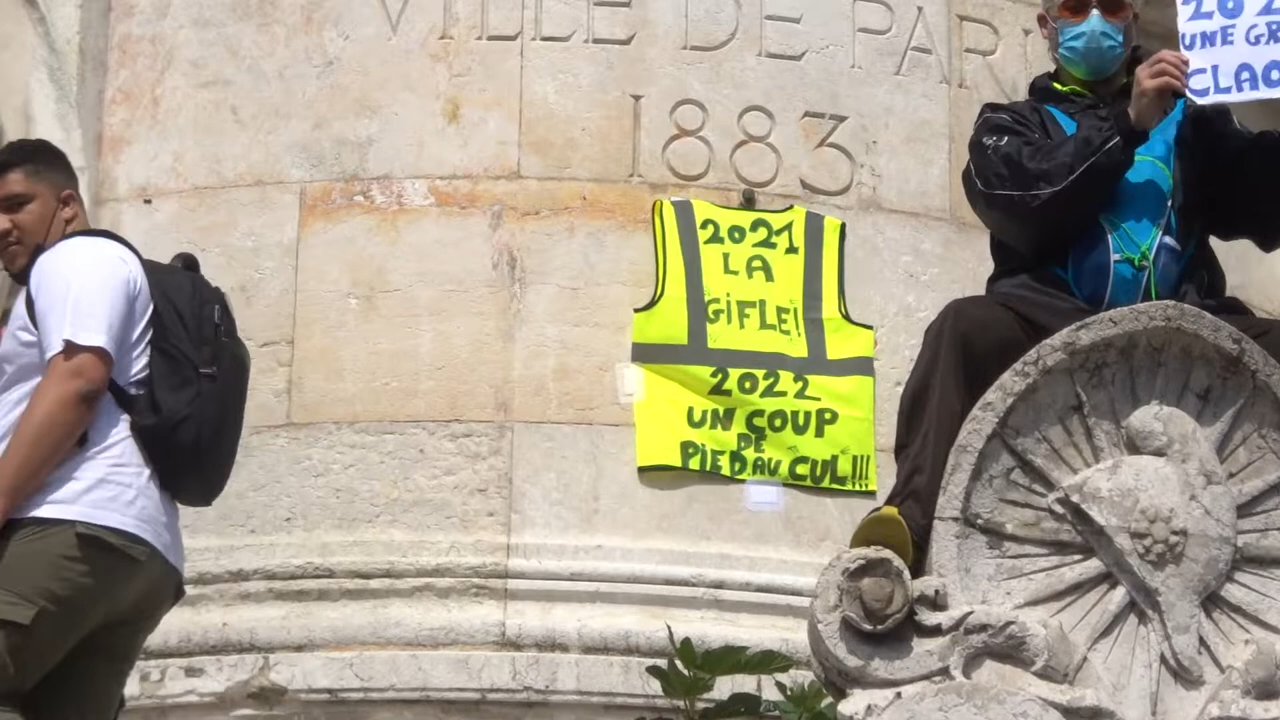 VILLE DE PARI
1883
2021
LA
GIFLE!
2022
UN COUP
DE
PIED AU CUL!!!
202
UNE GR
CLAQ